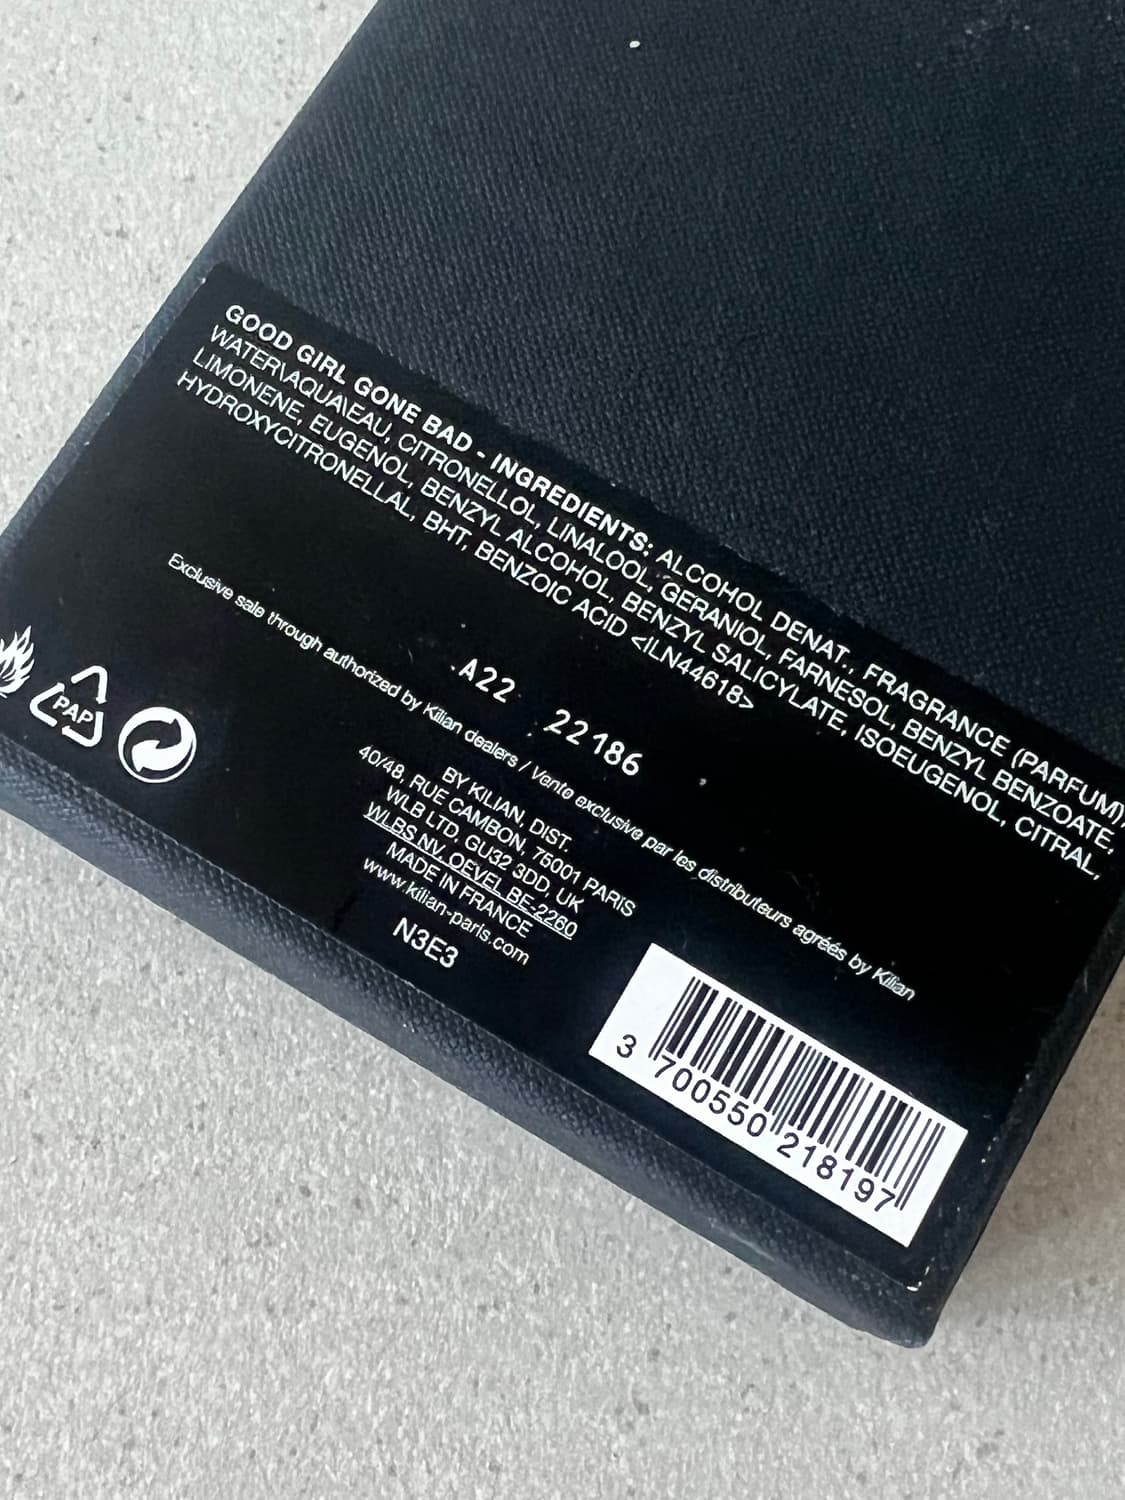 GOOD GIRL GONE BAD - INGREDIENTS: ALCOHOL DENAT., FRAGRANCE (PARFUM),
WATER\AQUA\EAU, CITRONELLOL, LINALOOL, GERANIOL, FARNESOL, BENZYL BENZOATE,
LIMONENE, EUGENOL, BENZYL ALCOHOL, BENZYL SALICYLATE, ISOEUGENOL, CITRAL,
HYDROXYCITRONELLAL, BHT, BENZOIC ACID <ILN44618>
A22 22186
Exclusive sale through authorized by Kilian dealers / Vente exclusive par les distributeurs agréés by Kilian
PAP
BY KILIAN, DIST.
40/48, RUE CAMBON, 75001 PARIS
WLB LTD, GU32 3DD, UK
WLBS NV, OEVEL BE-2260
MADE IN FRANCE
www.kilian-paris.com
N3E3
3 700550 218197